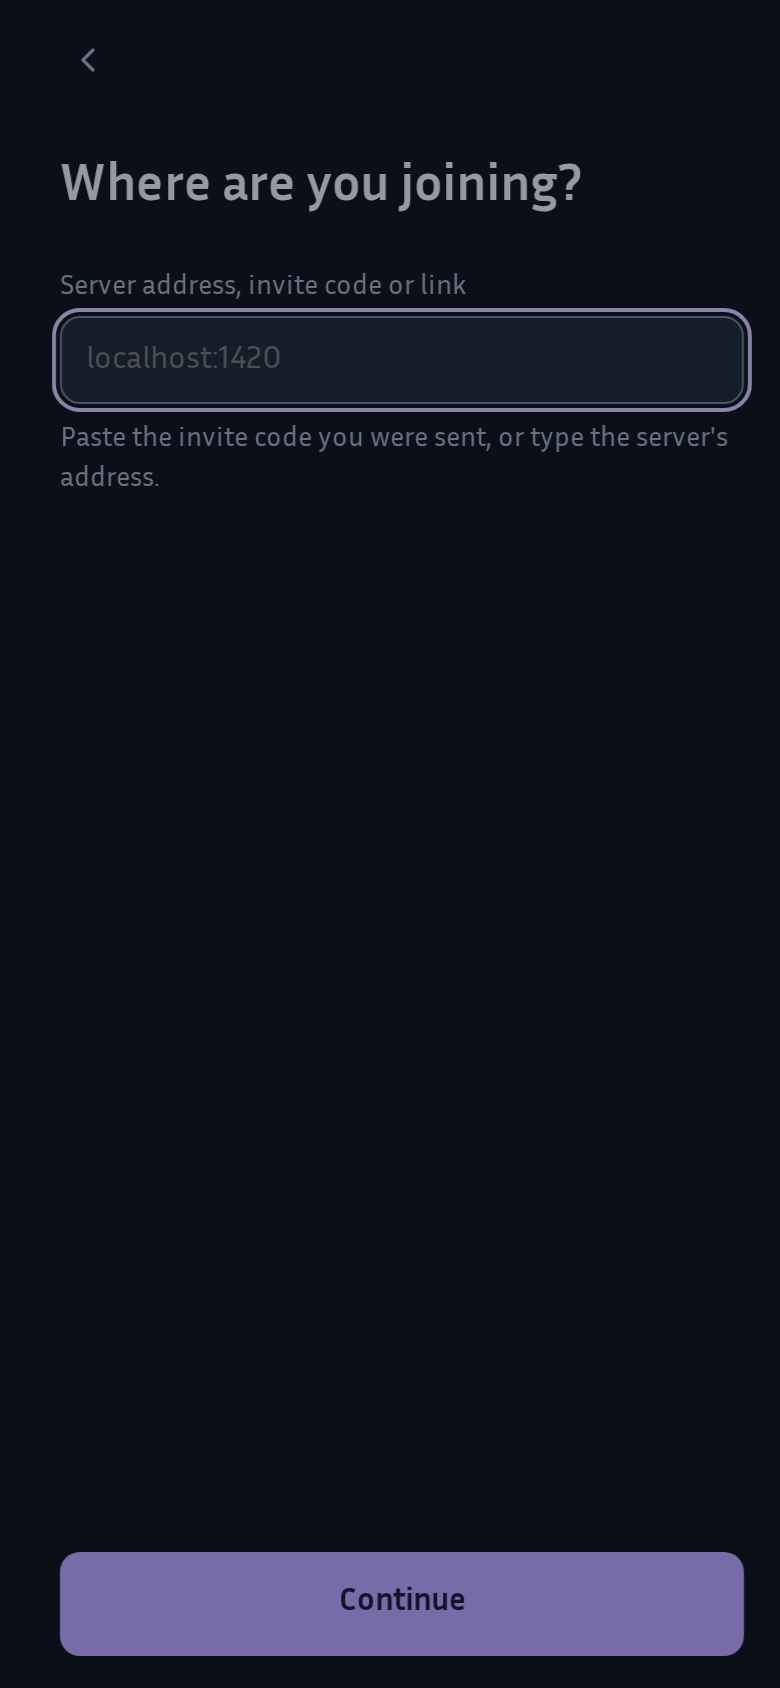 Where are you joining?
Server address, invite code or link
localhost:1420
Paste the invite code you were sent, or type the server's
address.
Continue